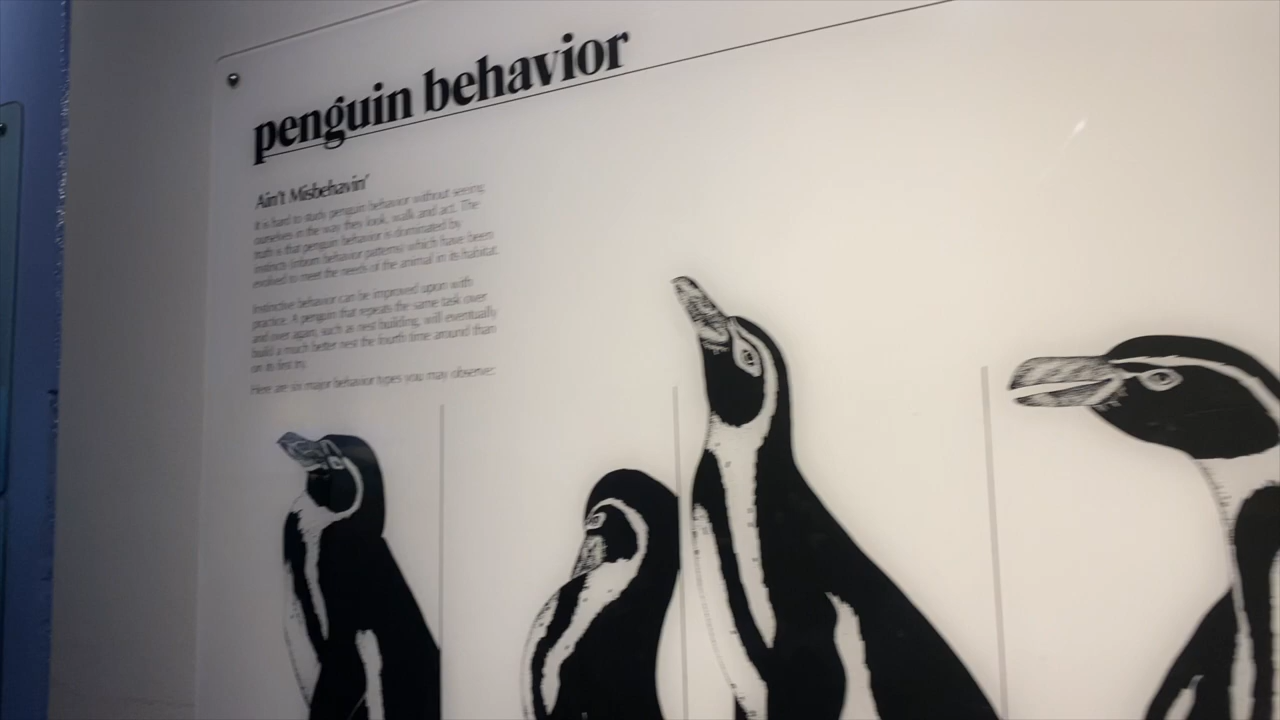 penguin behavior
Ain't Misbehavin'
It is hard to study penguin behavior without seeing
ourselves in the way they look, walk and act. The
truth is that penguin behavior is dominated by
instincts (inborn behavior patterns) which have been
evolved to meet the needs of the animal in its habitat.
Instinctive behavior can be improved upon with
practice. A penguin that repeats the same task over
and over again, such as nest building, will eventually
build a much better nest the fourth time around than
on its first try.
Here are six major behavior types you may observe: